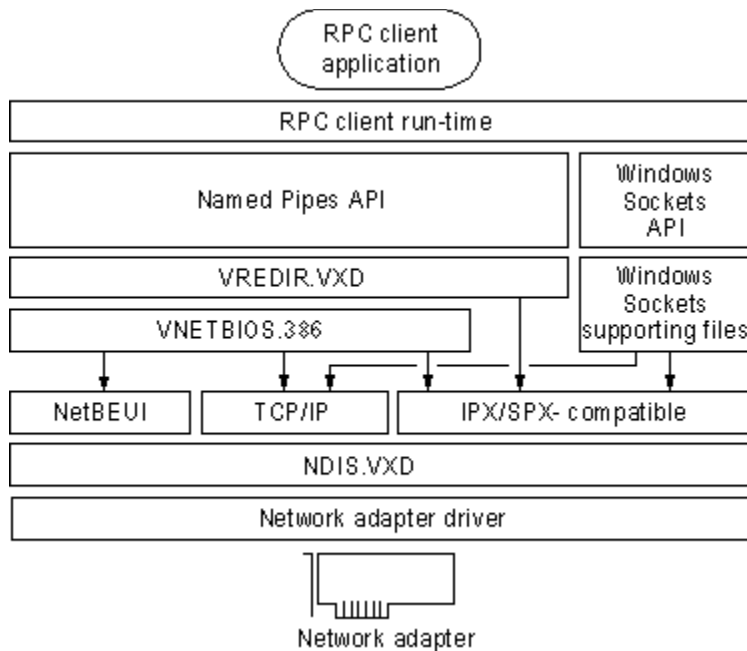 RPC client
application
RPC client run-time
Named Pipes API
Windows
Sockets
API
VREDIR.VXD
Windows
Sockets
supporting files
VNETBIOS.386
NetBEUI
TCP/IP
IPX/SPX- compatible
NDIS.VXD
Network adapter driver
Network adapter